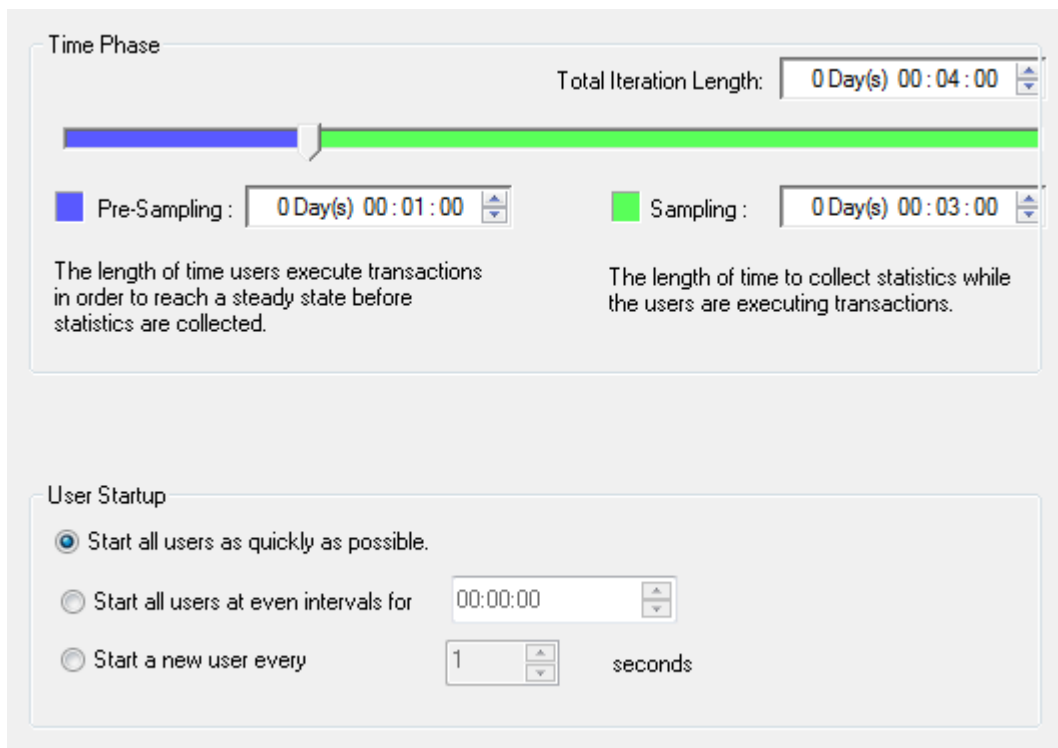 Time Phase
Total Iteration Length: 0 Day(s) 00 : 04 : 00
Pre-Sampling : 0 Day(s) 00 : 01 : 00
Sampling : 0 Day(s) 00 : 03 : 00
The length of time users execute transactions
in order to reach a steady state before
statistics are collected.
The length of time to collect statistics while
the users are executing transactions.
User Startup
Start all users as quickly as possible.
Start all users at even intervals for 00:00:00
Start a new user every 1 seconds